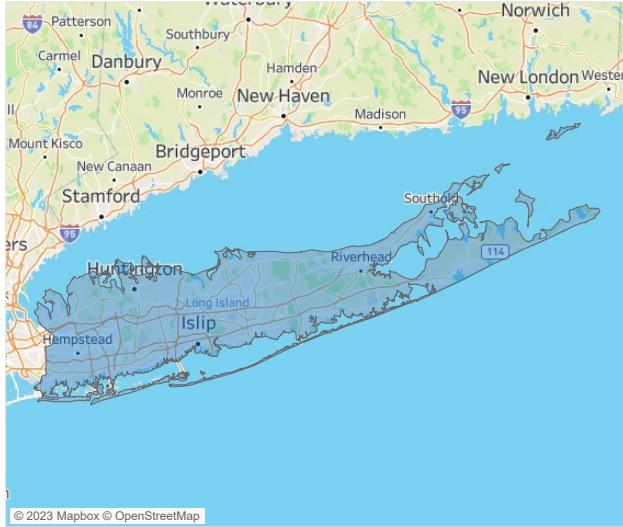 Norwich
84
Patterson
Southbury
Carmel
Danbury
Hamden
Monroe
New London
New Haven
95
Madison
Mount Kisco
Bridgeport
New Canaan
Stamford
Southold
95
114
Riverhead
Huntington
Long Island
Islip
Hempstead
© 2023 Mapbox © OpenStreetMap